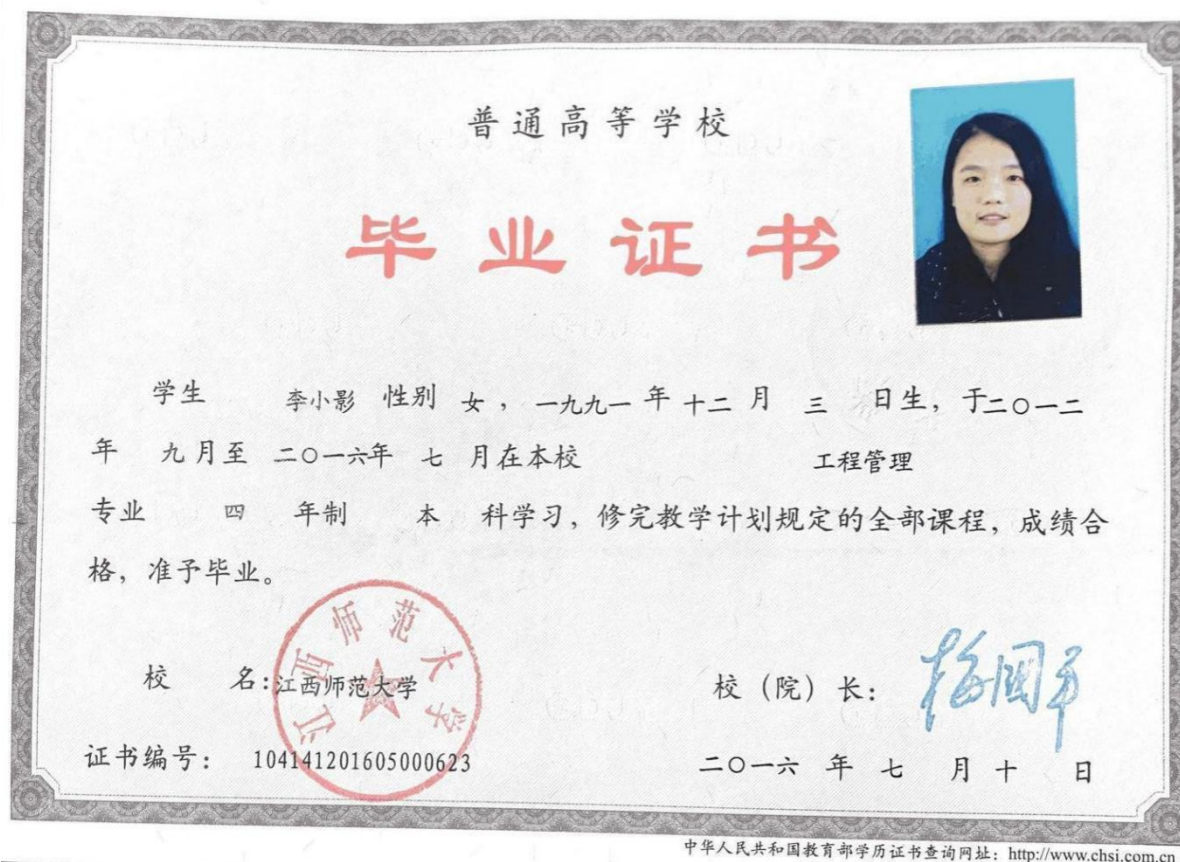 普通高等学校
毕业证书
学生 李小影 性别 女，一九九一 年 十二 月 三 日生，于二〇一二
年 九月至 二〇一六年 七 月在本校 工程管理
专业 四 年制 本 科学习，修完教学计划规定的全部课程，成绩合
格，准予毕业。
江西师范大学
校 名：江西师范大学 校（院）长：梅国平
证书编号： 104141201605000623 二〇一六 年 七 月 十 日
中华人民共和国教育部学历证书查询网址：http://www.chsi.com.cn